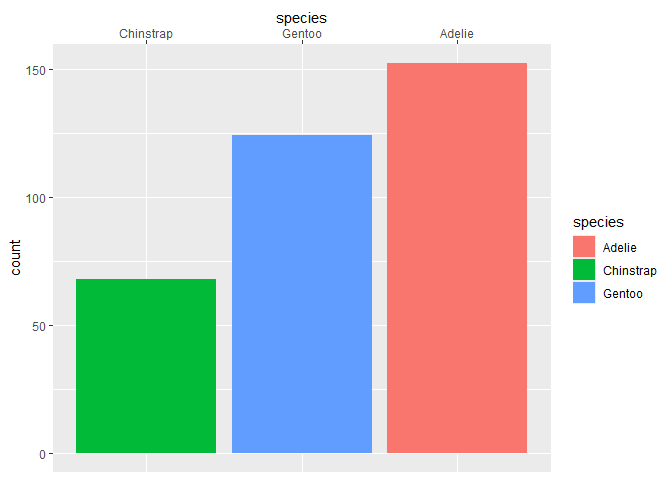 species
Chinstrap Gentoo Adelie
150
100
50
0
count
species
Adelie
Chinstrap
Gentoo